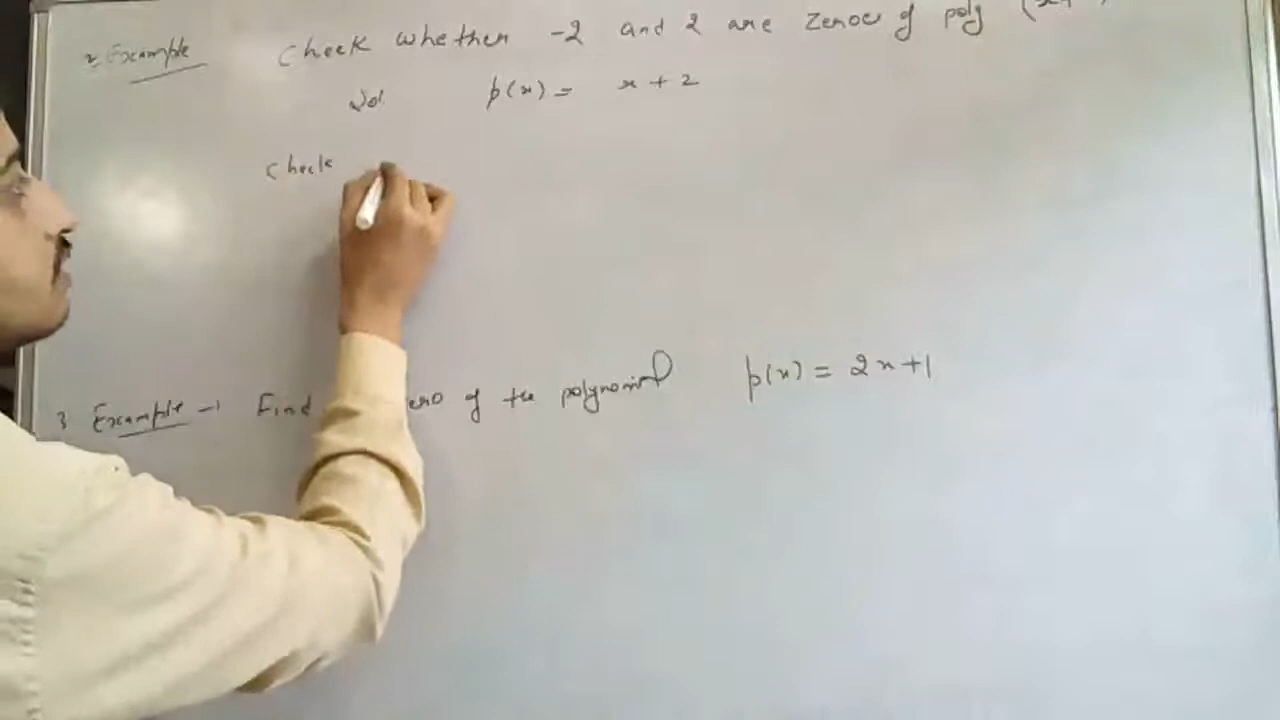 2. Example Check whether -2 and 2 are zeroes of poly (x+
Sol. p(x) = x + 2
Check
3 Example -1 Find ero of the polynomial p(x) = 2x+1